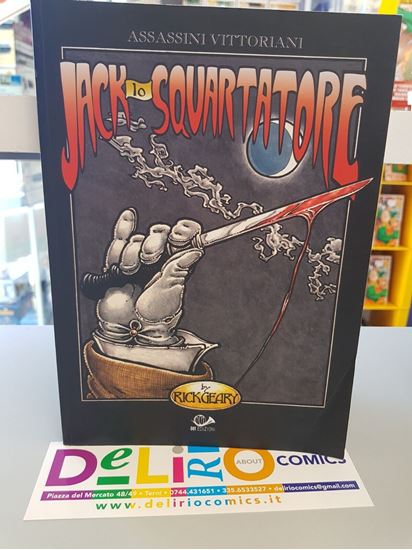 ASSASSINI VITTORIANI
JACK lo SQUARTATORE
by
RICK GEARY
DELIRIO ABOUT COMICS
Piazza del Mercato 48/49 • Terni • 0744.431651 • 335.6533527 • deliriocomics@gmail.com
www.deliriocomics.it